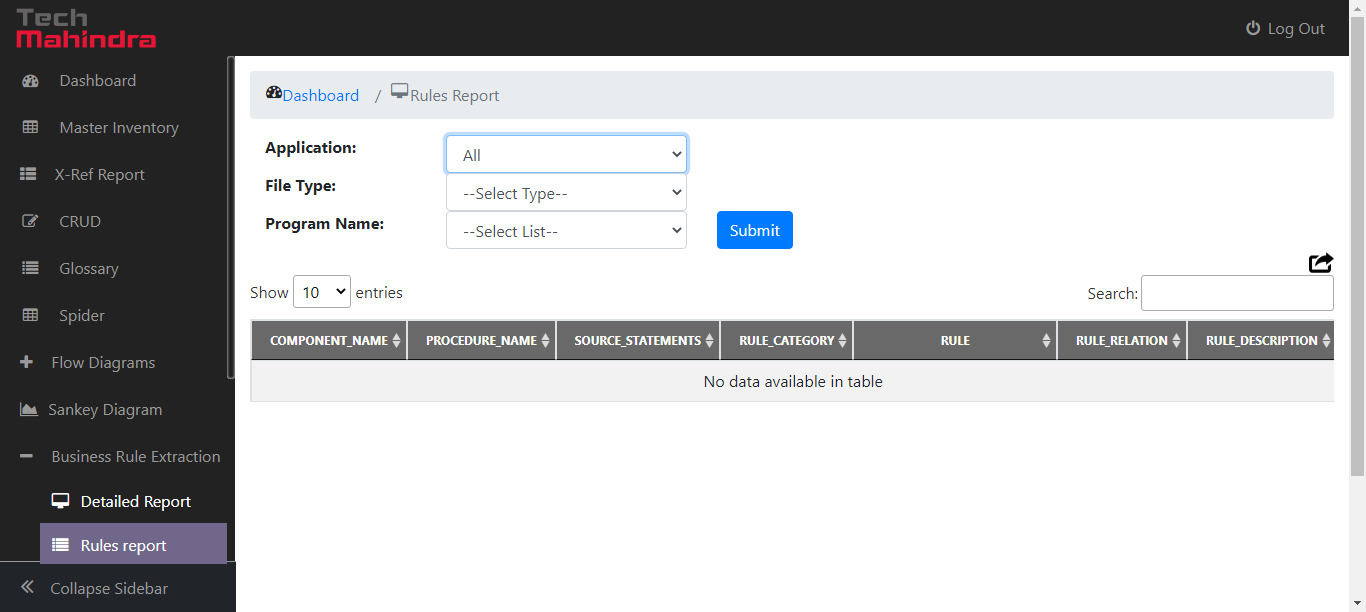 Tech
Mahindra
Log Out
Dashboard
Master Inventory
X-Ref Report
CRUD
Glossary
Spider
Flow Diagrams
Sankey Diagram
Business Rule Extraction
Detailed Report
Rules report
Collapse Sidebar
Dashboard / Rules Report
Application: All
File Type: --Select Type--
Program Name: --Select List-- Submit
Show 10 entries Search:
COMPONENT_NAME PROCEDURE_NAME SOURCE_STATEMENTS RULE_CATEGORY RULE RULE_RELATION RULE_DESCRIPTION
No data available in table